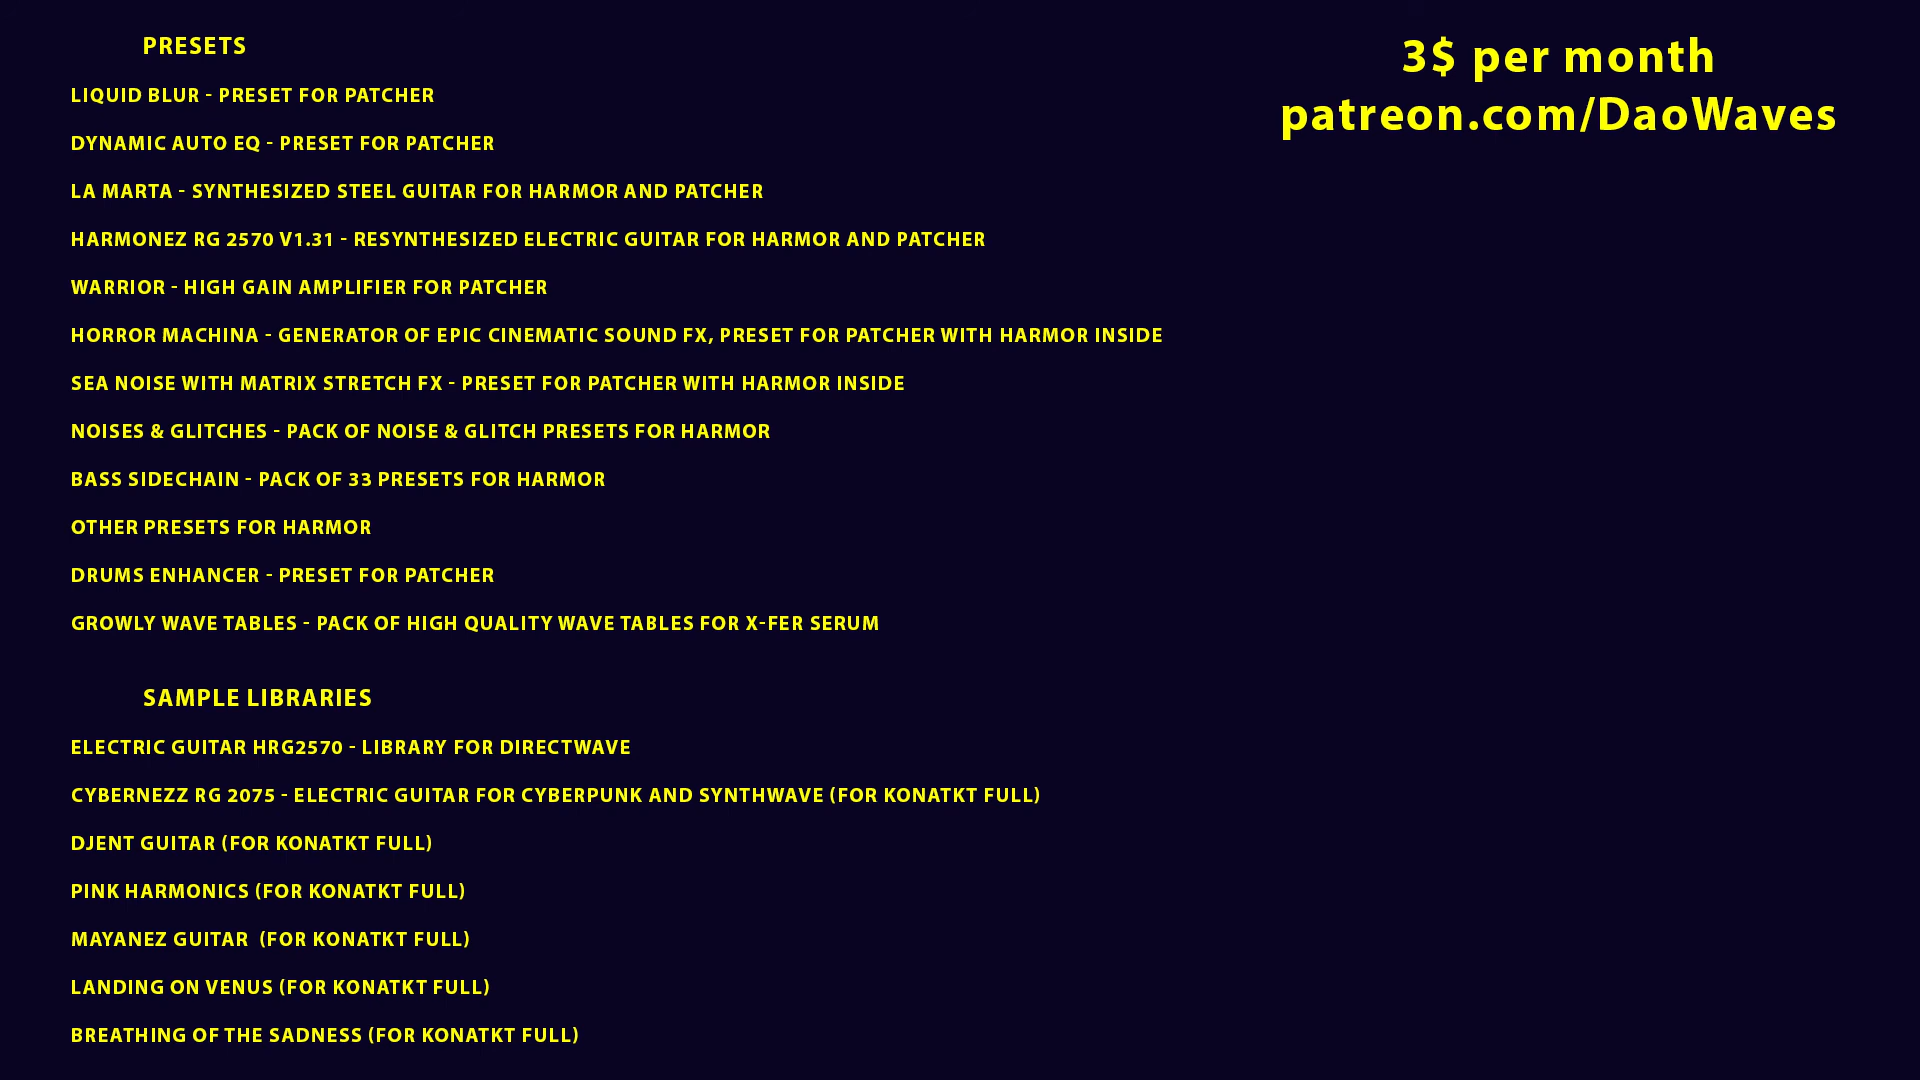 PRESETS
LIQUID BLUR - PRESET FOR PATCHER
DYNAMIC AUTO EQ - PRESET FOR PATCHER
LA MARTA - SYNTHESIZED STEEL GUITAR FOR HARMOR AND PATCHER
HARMONEZ RG 2570 V1.31 - RESYNTHESIZED ELECTRIC GUITAR FOR HARMOR AND PATCHER
WARRIOR - HIGH GAIN AMPLIFIER FOR PATCHER
HORROR MACHINA - GENERATOR OF EPIC CINEMATIC SOUND FX, PRESET FOR PATCHER WITH HARMOR INSIDE
SEA NOISE WITH MATRIX STRETCH FX - PRESET FOR PATCHER WITH HARMOR INSIDE
NOISES & GLITCHES - PACK OF NOISE & GLITCH PRESETS FOR HARMOR
BASS SIDECHAIN - PACK OF 33 PRESETS FOR HARMOR
OTHER PRESETS FOR HARMOR
DRUMS ENHANCER - PRESET FOR PATCHER
GROWLY WAVE TABLES - PACK OF HIGH QUALITY WAVE TABLES FOR X-FER SERUM
SAMPLE LIBRARIES
ELECTRIC GUITAR HRG2570 - LIBRARY FOR DIRECTWAVE
CYBERNEZZ RG 2075 - ELECTRIC GUITAR FOR CYBERPUNK AND SYNTHWAVE (FOR KONATKT FULL)
DJENT GUITAR (FOR KONATKT FULL)
PINK HARMONICS (FOR KONATKT FULL)
MAYANEZ GUITAR  (FOR KONATKT FULL)
LANDING ON VENUS (FOR KONATKT FULL)
BREATHING OF THE SADNESS (FOR KONATKT FULL)
3$ per month
patreon.com/DaoWaves